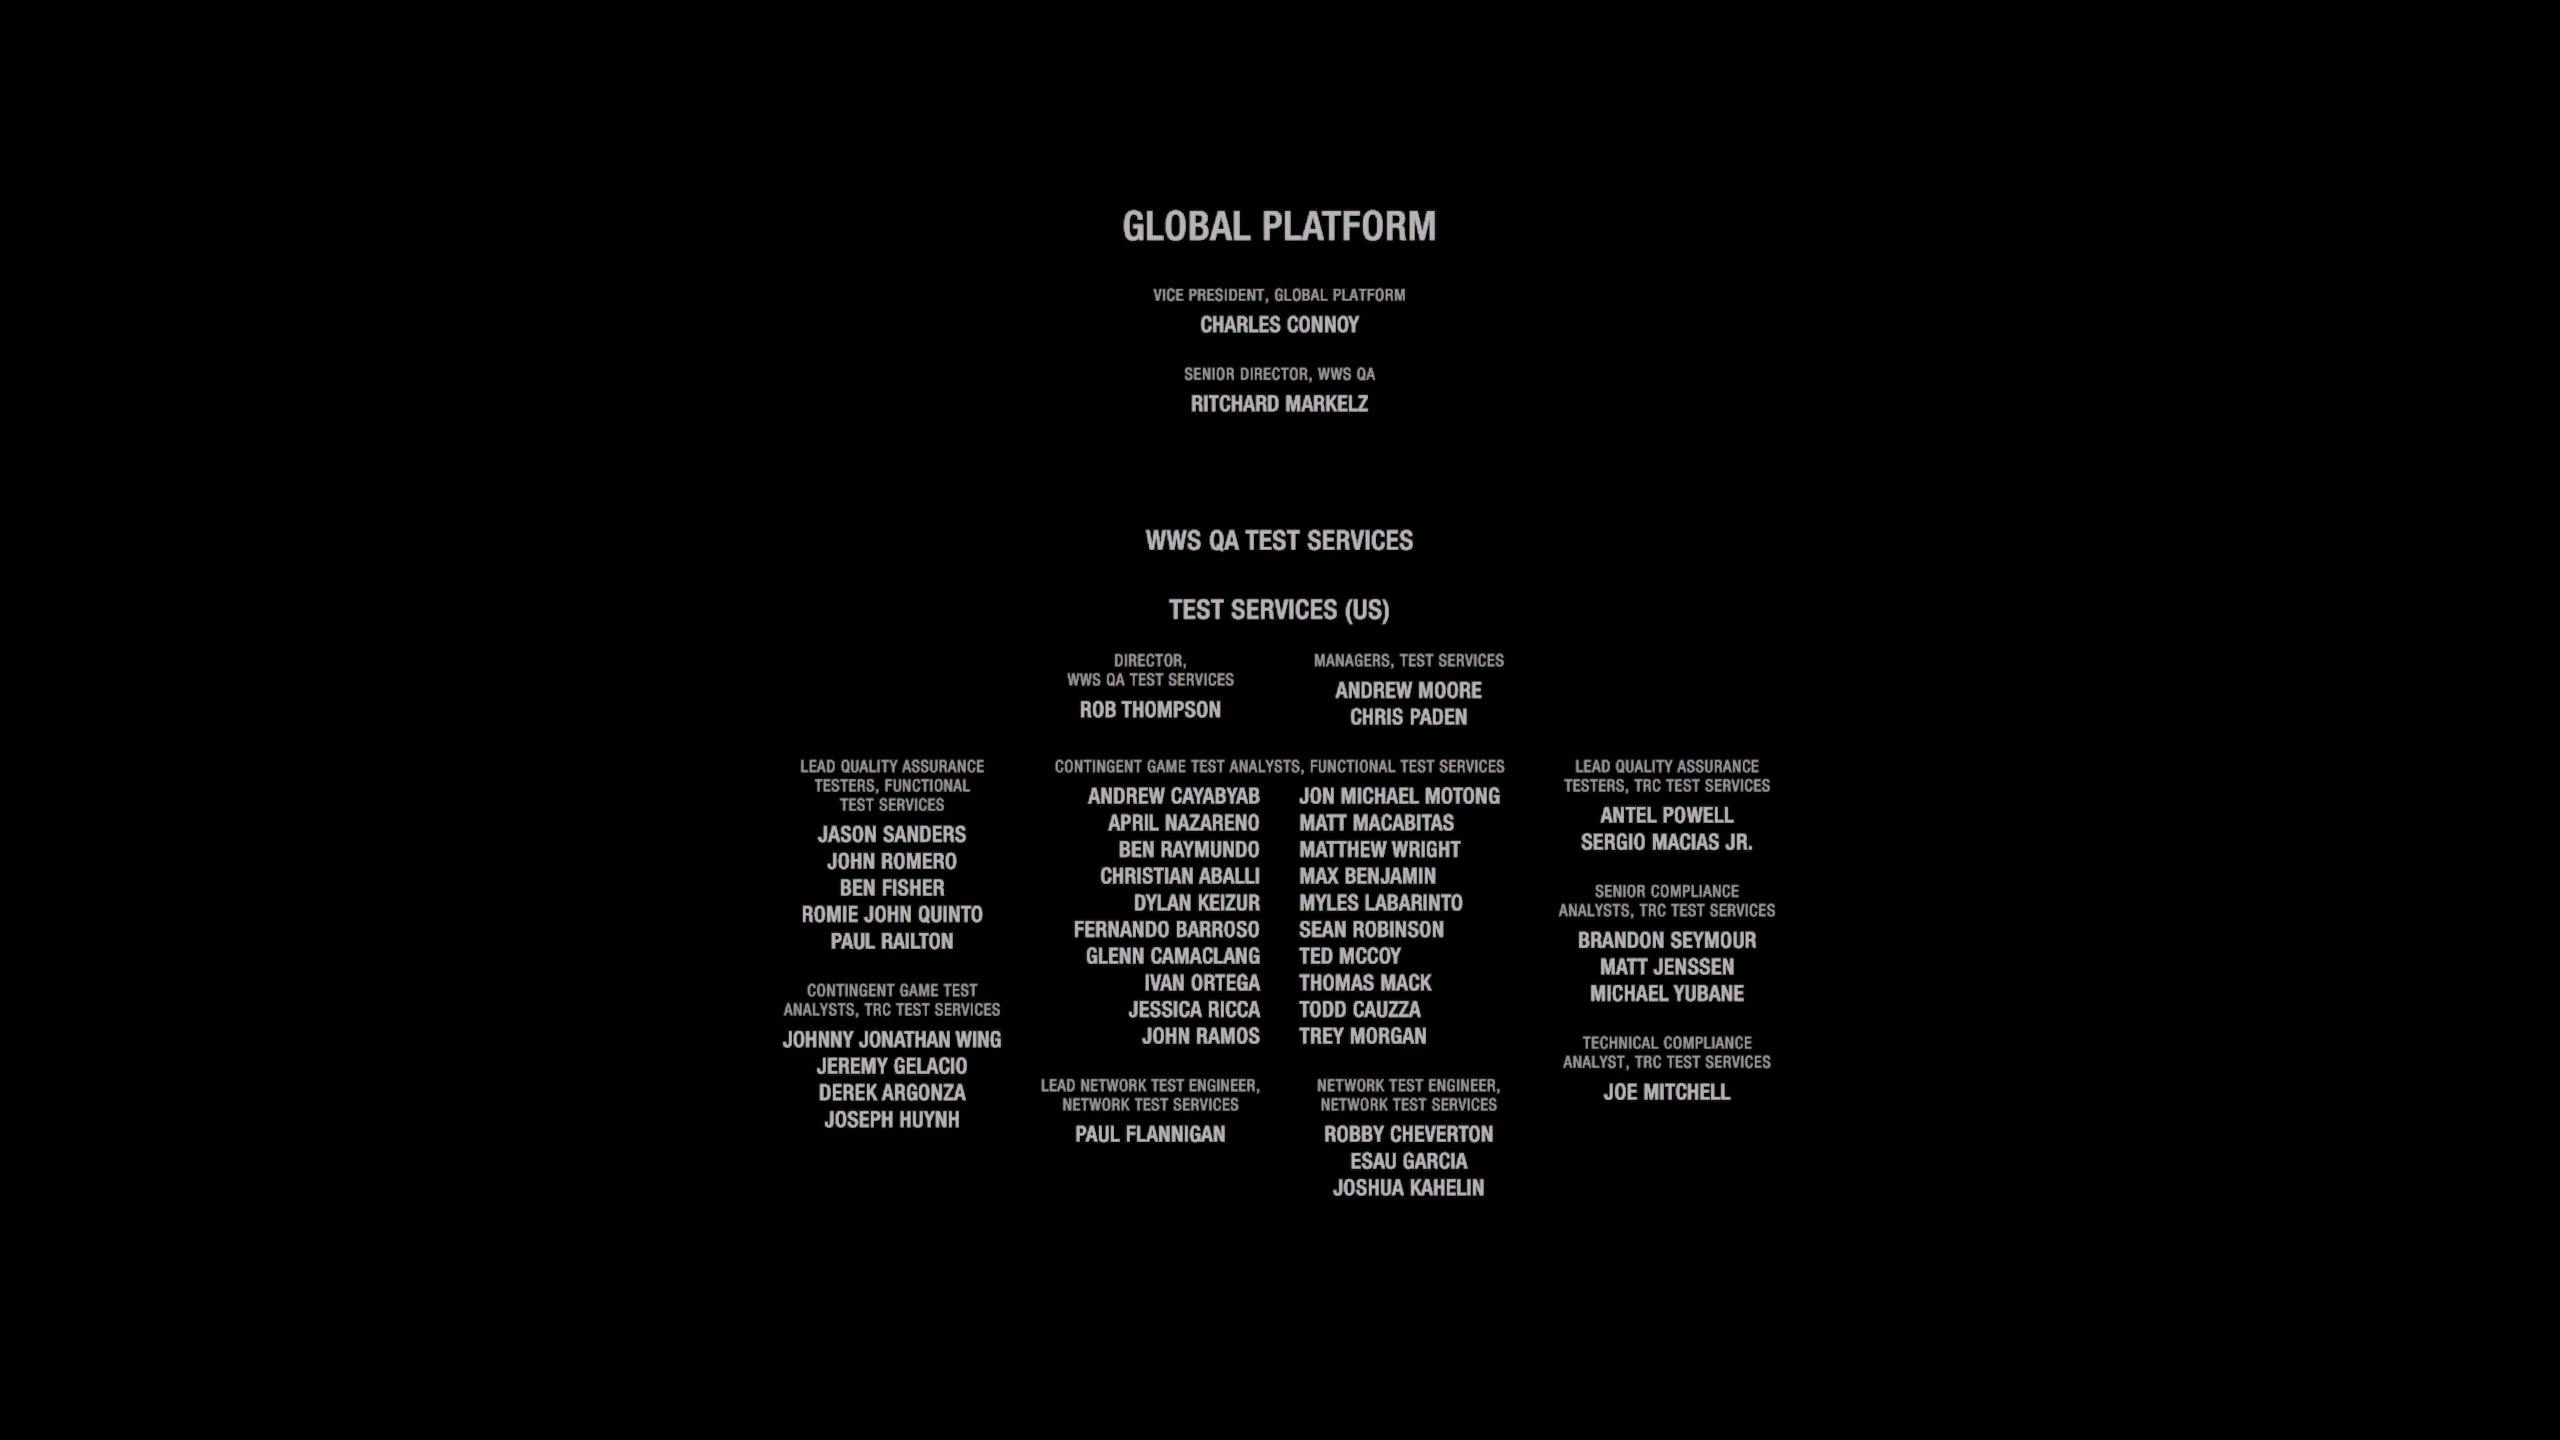 GLOBAL PLATFORM
VICE PRESIDENT, GLOBAL PLATFORM
CHARLES CONNOY
SENIOR DIRECTOR, WWS QA
RITCHARD MARKELZ
WWS QA TEST SERVICES
TEST SERVICES (US)
DIRECTOR,
WWS QA TEST SERVICES
ROB THOMPSON
MANAGERS, TEST SERVICES
ANDREW MOORE
CHRIS PADEN
LEAD QUALITY ASSURANCE
TESTERS, FUNCTIONAL
TEST SERVICES
JASON SANDERS
JOHN ROMERO
BEN FISHER
ROMIE JOHN QUINTO
PAUL RAILTON
CONTINGENT GAME TEST
ANALYSTS, TRC TEST SERVICES
JOHNNY JONATHAN WING
JEREMY GELACIO
DEREK ARGONZA
JOSEPH HUYNH
CONTINGENT GAME TEST ANALYSTS, FUNCTIONAL TEST SERVICES
ANDREW CAYABYAB
APRIL NAZARENO
BEN RAYMUNDO
CHRISTIAN ABALLI
DYLAN KEIZUR
FERNANDO BARROSO
GLENN CAMACLANG
IVAN ORTEGA
JESSICA RICCA
JOHN RAMOS
JON MICHAEL MOTONG
MATT MACABITAS
MATTHEW WRIGHT
MAX BENJAMIN
MYLES LABARINTO
SEAN ROBINSON
TED MCCOY
THOMAS MACK
TODD CAUZZA
TREY MORGAN
LEAD NETWORK TEST ENGINEER,
NETWORK TEST SERVICES
PAUL FLANNIGAN
NETWORK TEST ENGINEER,
NETWORK TEST SERVICES
ROBBY CHEVERTON
ESAU GARCIA
JOSHUA KAHELIN
LEAD QUALITY ASSURANCE
TESTERS, TRC TEST SERVICES
ANTEL POWELL
SERGIO MACIAS JR.
SENIOR COMPLIANCE
ANALYSTS, TRC TEST SERVICES
BRANDON SEYMOUR
MATT JENSSEN
MICHAEL YUBANE
TECHNICAL COMPLIANCE
ANALYST, TRC TEST SERVICES
JOE MITCHELL